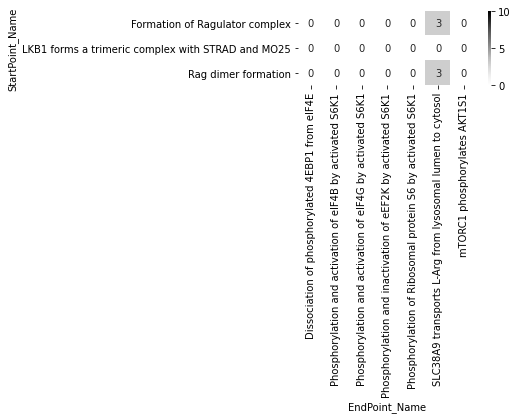 StartPoint_Name
Formation of Ragulator complex
LKB1 forms a trimeric complex with STRAD and MO25
Rag dimer formation
0 0 0 0 0 3 0
0 0 0 0 0 0 0
0 0 0 0 0 3 0
10
5
0
Dissociation of phosphorylated 4EBP1 from eIF4E
Phosphorylation and activation of eIF4B by activated S6K1
Phosphorylation and activation of eIF4G by activated S6K1
Phosphorylation and inactivation of eEF2K by activated S6K1
Phosphorylation of Ribosomal protein S6 by activated S6K1
SLC38A9 transports L-Arg from lysosomal lumen to cytosol
mTORC1 phosphorylates AKT1S1
EndPoint_Name